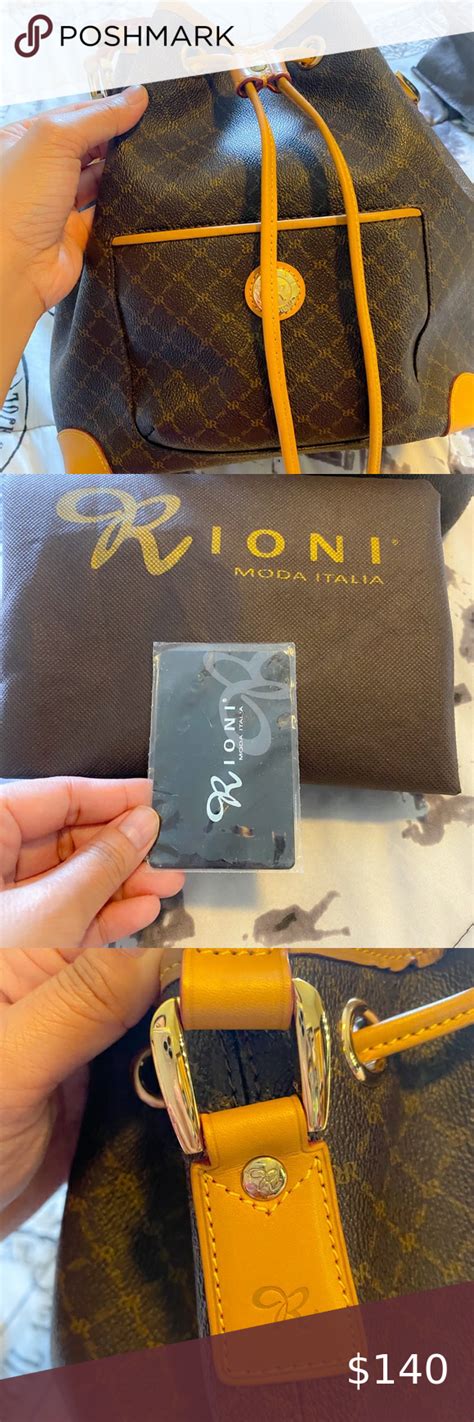 POSHMARK
RIONI®
MODA ITALIA
RIONI®
MODA ITALIA
R
$140